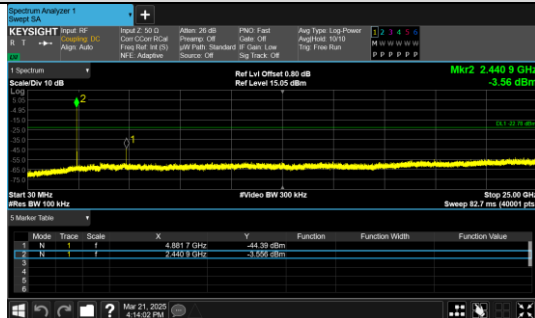 Spectrum Analyzer 1
Swept SA
+
KEYSIGHT Input: RF Input Z: 50 Ω Atten: 26 dB PNO: Fast Avg Type: Log-Power 1 2 3 4 5 6
R T Coupling: DC Corr CCorr RCal Preamp: Off Gate: Off Avg|Hold: 10/10 M W W W W W
Align: Auto Freq Ref: Int (S) µW Path: Standard IF Gain: Low Trig: Free Run
NFE: Adaptive Source: Off Sig Track: Off P P P P P P
1 Spectrum Ref Lvl Offset 0.80 dB Mkr2 2.440 9 GHz
Scale/Div 10 dB Ref Level 15.05 dBm -3.56 dBm
Log
5.05
-4.95
-15.0
-25.0
-35.0
-45.0
-55.0
-65.0
-75.0
2
1
Start 30 MHz #Video BW 300 kHz Stop 25.00 GHz
#Res BW 100 kHz Sweep 82.7 ms (40001 pts)
5 Marker Table
Mode Trace Scale X Y Function Function Width Function Value
1 N 1 f 4.881 7 GHz -44.39 dBm
2 N 1 f 2.440 9 GHz -3.556 dBm
3
4
5
6
? Mar 21, 2025
4:14:02 PM